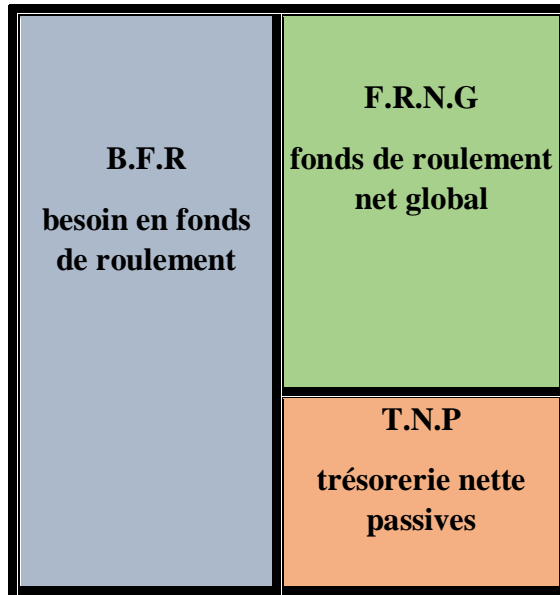 B.F.R
besoin en fonds
de roulement
F.R.N.G
fonds de roulement
net global
T.N.P
trésorerie nette
passives